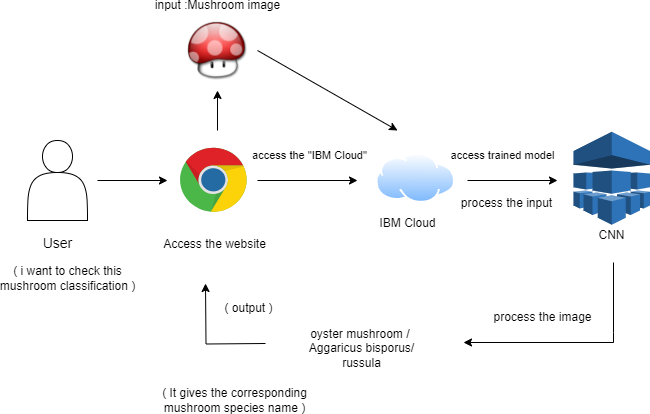 input :Mushroom image
access the "IBM Cloud"
access trained model
process the input
IBM Cloud
CNN
User
Access the website
( i want to check this
mushroom classification )
( output )
process the image
oyster mushroom /
Aggaricus bisporus/
russula
( It gives the corresponding
mushroom species name )